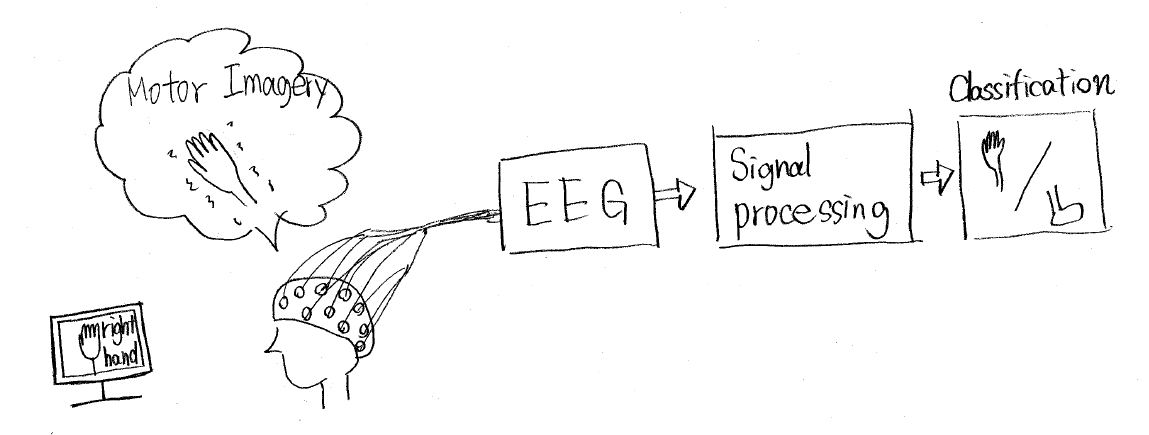 Motor Imagery
right
hand
EEG
Signal
processing
Classification